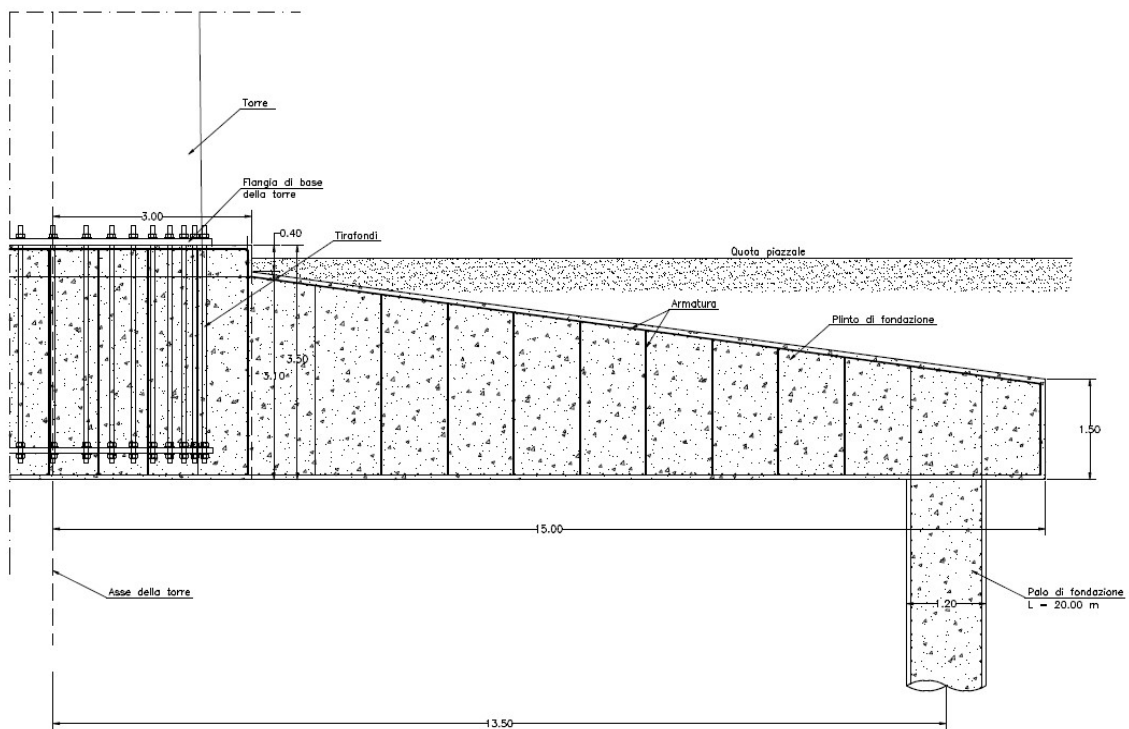 Torre
Flangia di base
della torre
3.00
0.40
Tirafondi
Quota piazzale
Armatura
Plinto di fondazione
3.50
3.10
1.50
15.00
Asse della torre
1.20
Palo di fondazione
L = 20.00 m
13.50